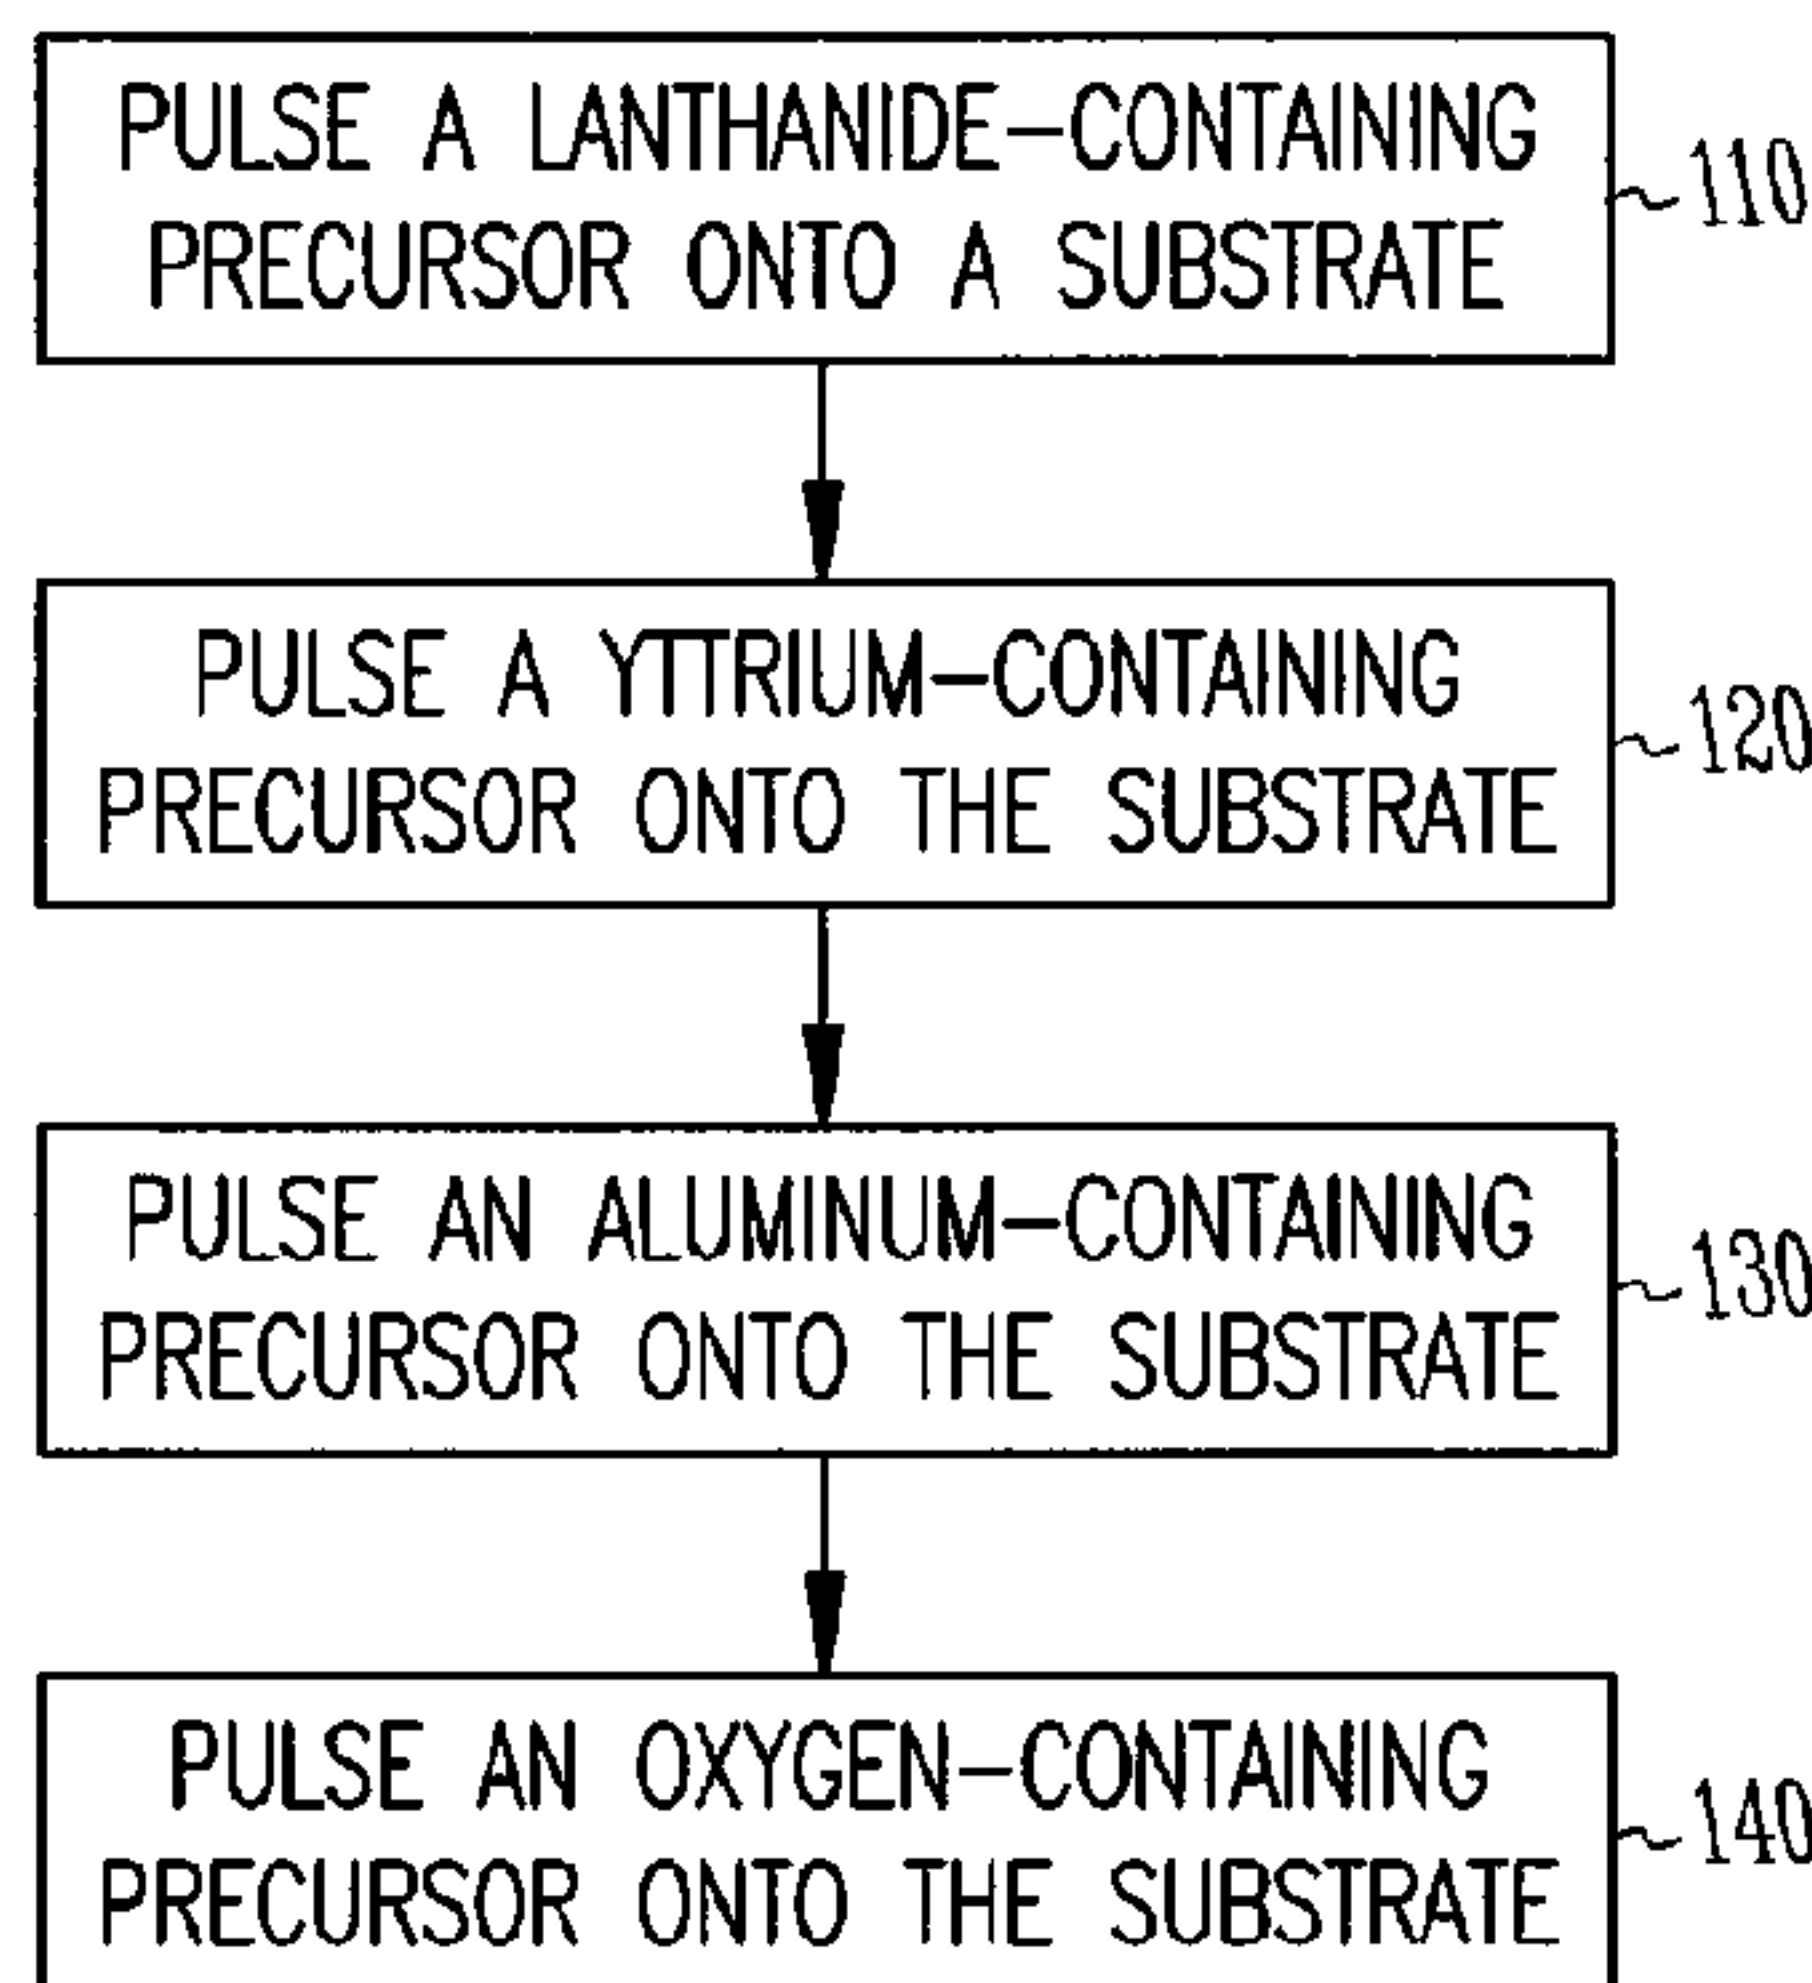 PULSE A LANTHANIDE-CONTAINING
PRECURSOR ONTO A SUBSTRATE
110
PULSE A YTTRIUM-CONTAINING
PRECURSOR ONTO THE SUBSTRATE
120
PULSE AN ALUMINUM-CONTAINING
PRECURSOR ONTO THE SUBSTRATE
130
PULSE AN OXYGEN-CONTAINING
PRECURSOR ONTO THE SUBSTRATE
140